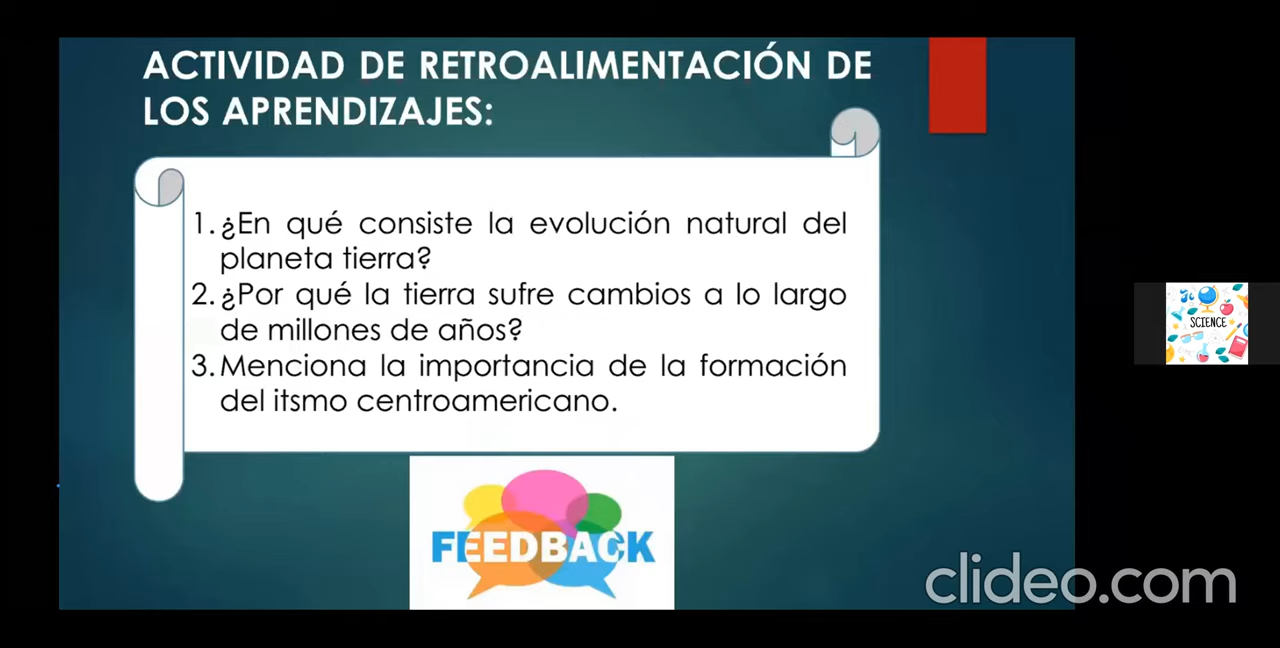 ACTIVIDAD DE RETROALIMENTACIÓN DE
LOS APRENDIZAJES:
1. ¿En qué consiste la evolución natural del
planeta tierra?
2. ¿Por qué la tierra sufre cambios a lo largo
de millones de años?
3. Menciona la importancia de la formación
del itsmo centroamericano.
SCIENCE
FEEDBACK
clideo.com